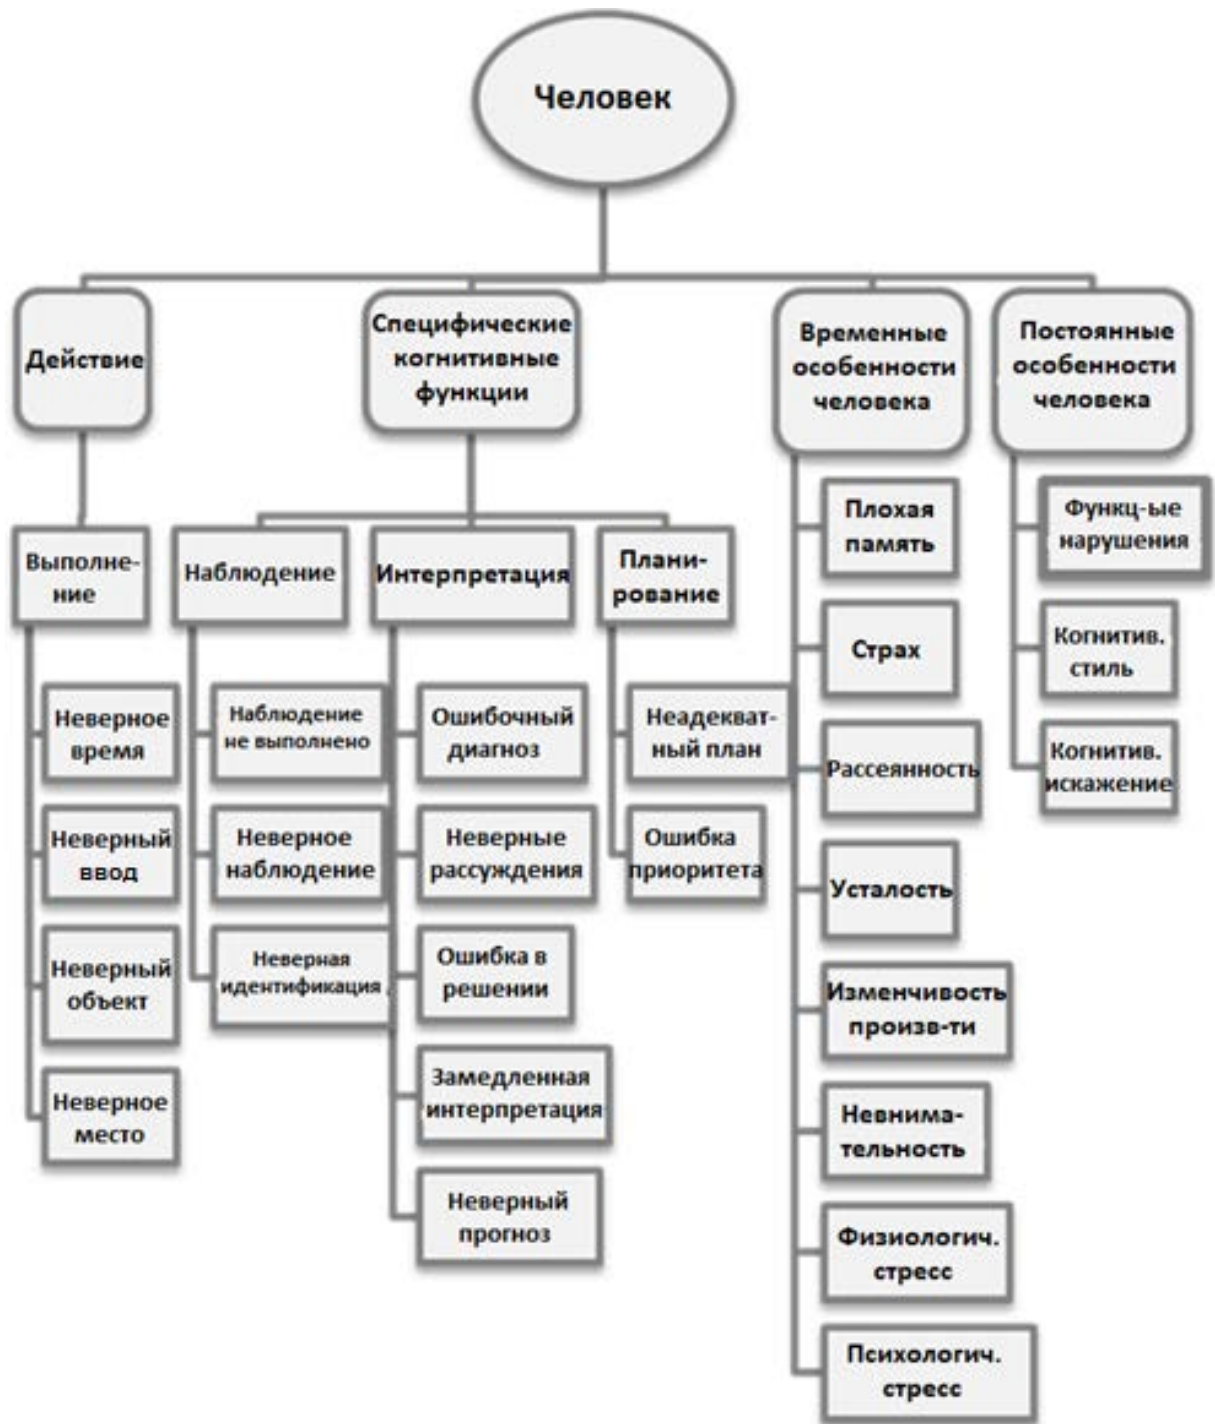 Человек
Действие
Специфические
когнитивные
функции
Временные
особенности
человека
Постоянные
особенности
человека
Выполне-
ние
Наблюдение
Интерпретация
Плани-
рование
Неверное
время
Неверный
ввод
Неверный
объект
Неверное
место
Наблюдение
не выполнено
Неверное
наблюдение
Неверная
идентификация
Ошибочный
диагноз
Неверные
рассуждения
Ошибка в
решении
Замедленная
интерпретация
Неверный
прогноз
Неадекват-
ный план
Ошибка
приоритета
Плохая
память
Страх
Рассеянность
Усталость
Изменчивость
произв-ти
Невнима-
тельность
Физиологич.
стресс
Психологич.
стресс
Функц-ые
нарушения
Когнитив.
стиль
Когнитив.
искажение